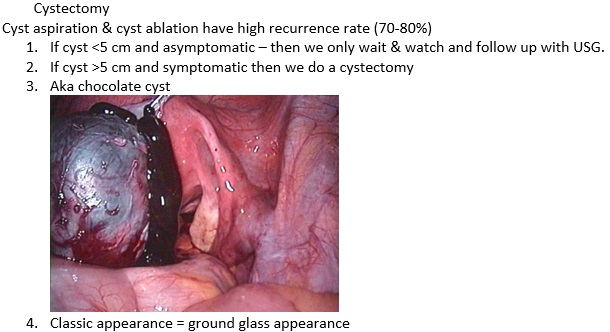 Cystectomy
Cyst aspiration & cyst ablation have high recurrence rate (70-80%)
1. If cyst <5 cm and asymptomatic – then we only wait & watch and follow up with USG.
2. If cyst >5 cm and symptomatic then we do a cystectomy
3. Aka chocolate cyst
4. Classic appearance = ground glass appearance